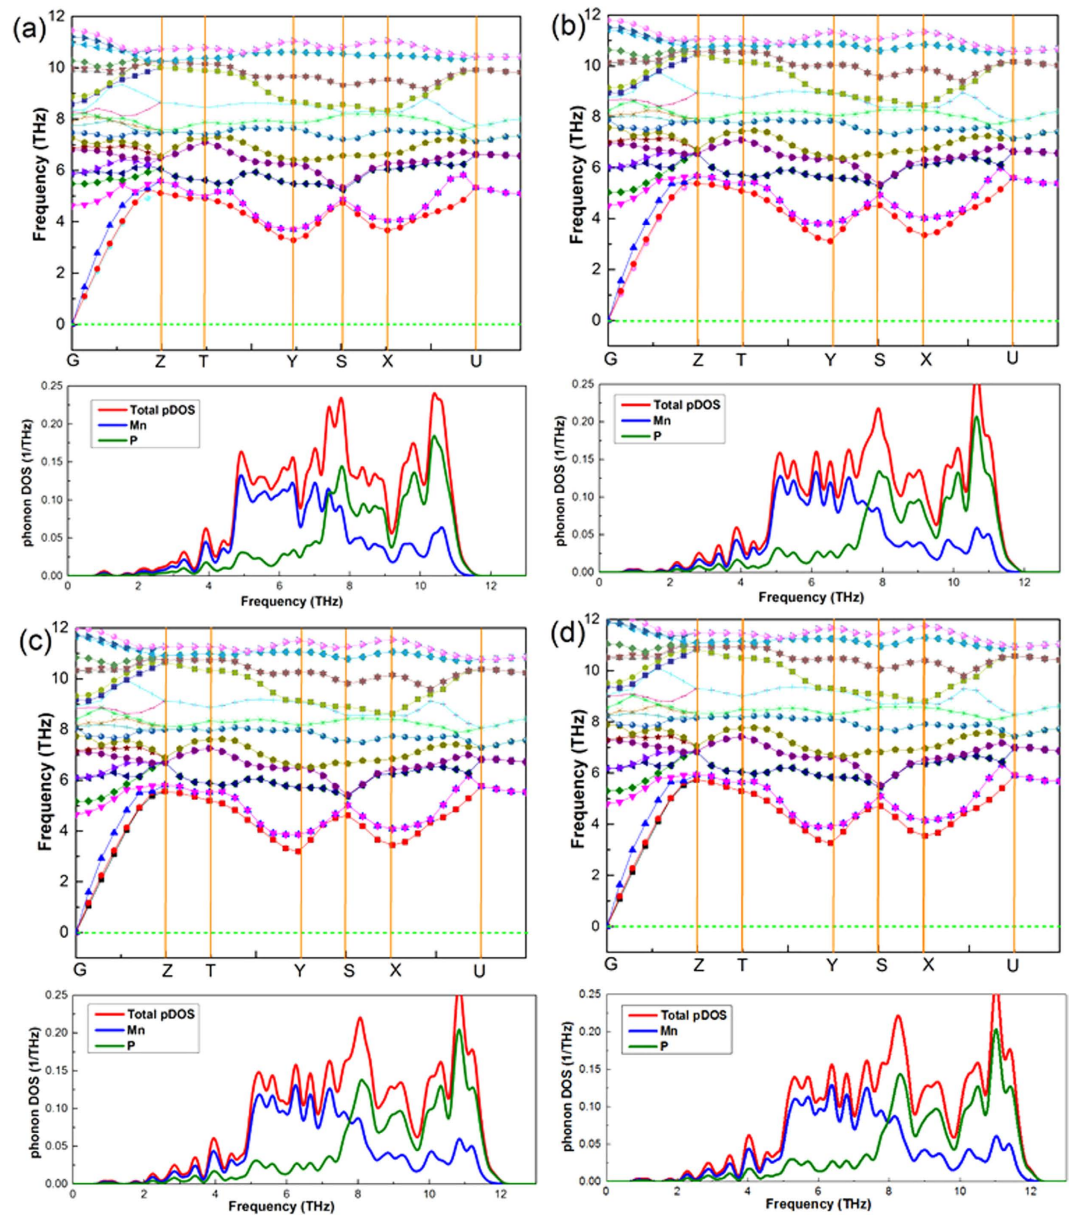 (a)
Frequency (THz)
12
10
8
6
4
2
0
G Z T Y S X U
phonon DOS (1/THz)
0.25
0.20
0.15
0.10
0.05
0.00
Total pDOS
Mn
P
0 2 4 6 8 10 12
Frequency (THz)
(b)
Frequency (THz)
12
10
8
6
4
2
0
G Z T Y S X U
phonon DOS (1/THz)
0.25
0.20
0.15
0.10
0.05
0.00
Total pDOS
Mn
P
0 2 4 6 8 10 12
Frequency (THz)
(c)
Frequency (THz)
12
10
8
6
4
2
0
G Z T Y S X U
phonon DOS (1/THz)
0.25
0.20
0.15
0.10
0.05
0.00
Total pDOS
Mn
P
0 2 4 6 8 10 12
Frequency (THz)
(d)
Frequency (THz)
12
10
8
6
4
2
0
G Z T Y S X U
phonon DOS (1/THz)
0.25
0.20
0.15
0.10
0.05
0.00
Total pDOS
Mn
P
0 2 4 6 8 10 12
Frequency (THz)